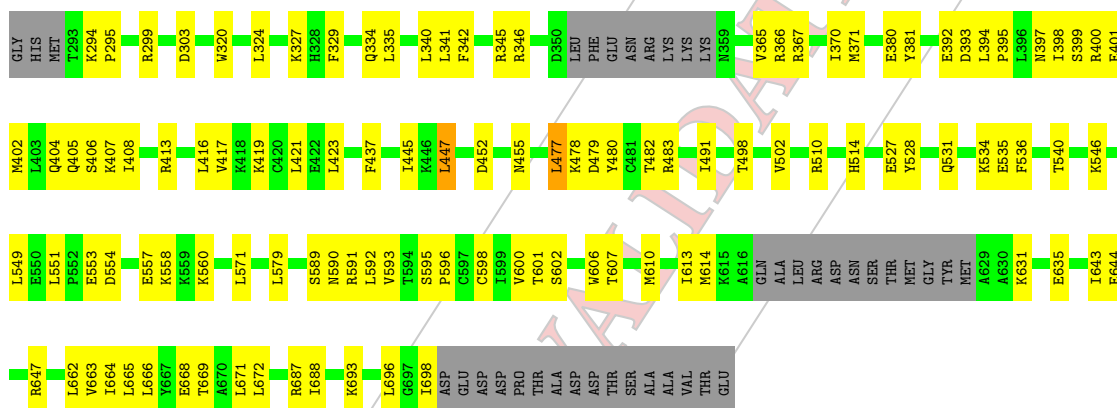 GLY HIS MET T293 K294 P295 R299 D303 W320 L324 K327 H328 F329 Q334 L335 L340 L341 F342 R345 R346 D350 LEU PHE GLU ASN ARG LYS LYS LYS N359 V365 R366 R367 I370 M371 E380 Y381 E392 D393 L394 P395 L396 N397 I398 S399 R400 E401
M402 L403 Q404 Q405 S406 K407 I408 R413 L416 V417 K418 K419 C420 L421 E422 L423 F437 I445 K446 L447 D452 N455 L477 K478 D479 Y480 C481 T482 R483 I491 T498 V502 R510 H514 E527 Y528 Q531 K534 E535 F536 T540 K546
L549 E550 L551 P552 E553 D554 E557 K558 K559 K560 L571 L579 S589 N590 R591 L592 V593 T594 S595 P596 C597 C598 I599 V600 T601 S602 W606 T607 M610 I613 M614 K615 A616 GLN ALA LEU ARG ASP ASN SER THR MET GLY TYR MET A629 A630 K631 E635 I643 F644
R647 L662 V663 I664 L665 L666 Y667 E668 T669 A670 L671 L672 R687 I688 K693 L696 G697 I698 ASP GLU ASP ASP PRO THR ALA ASP ASP THR SER ALA ALA VAL THR GLU